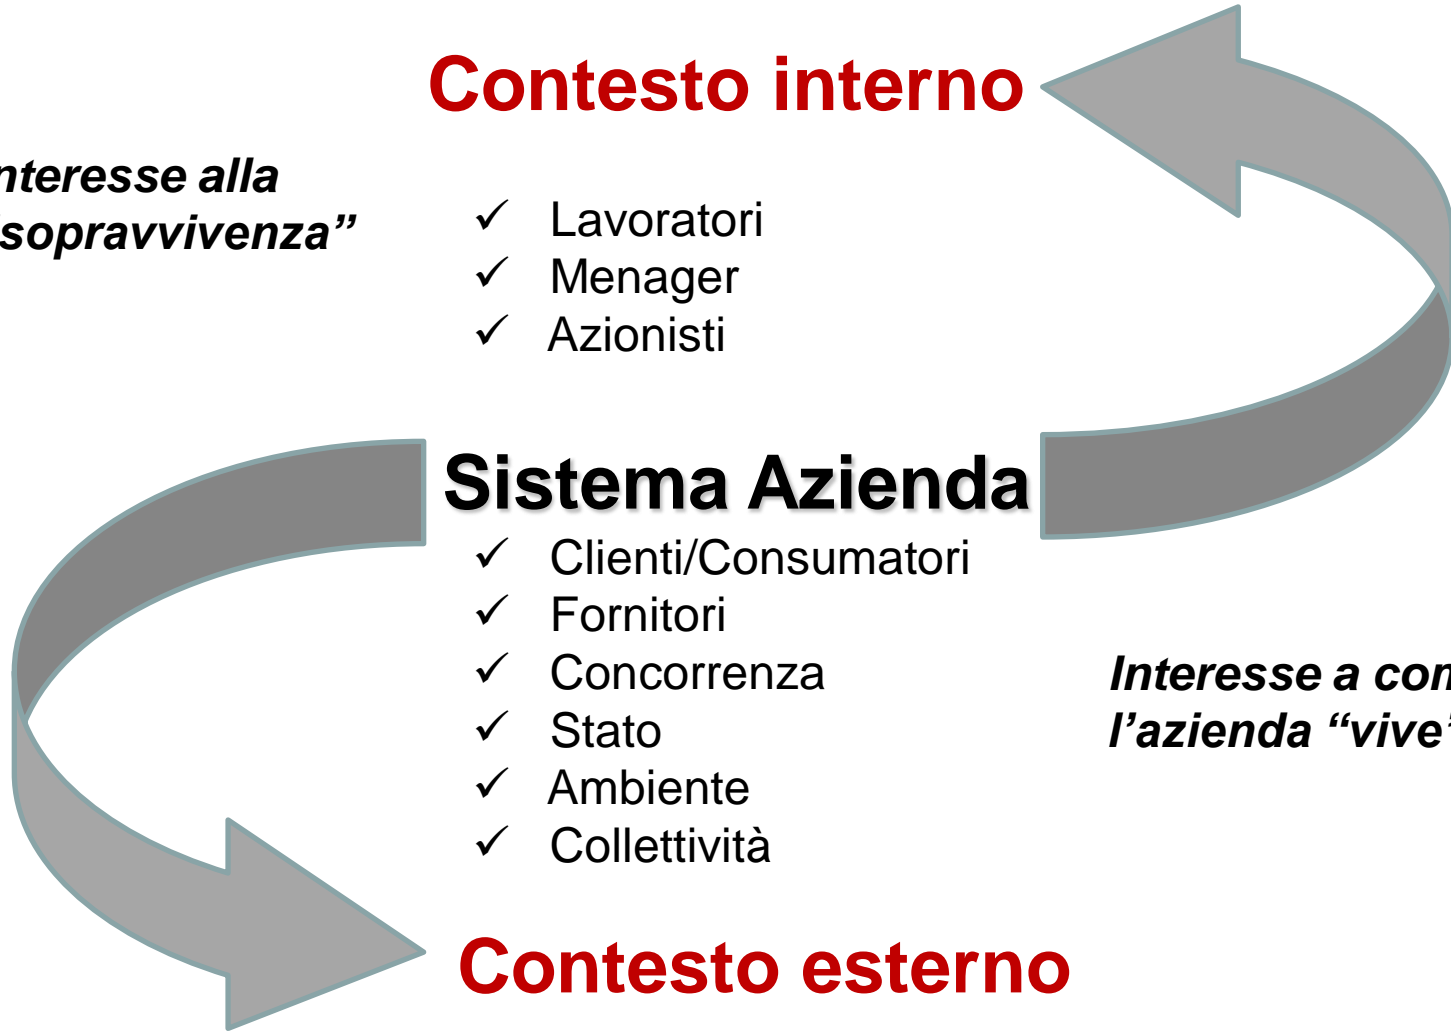 Contesto interno
nteresse alla
“sopravvivenza”
✓ Lavoratori
✓ Menager
✓ Azionisti
Sistema Azienda
✓ Clienti/Consumatori
✓ Fornitori
✓ Concorrenza
✓ Stato
✓ Ambiente
✓ Collettività
Interesse a co
l’azienda “vive”
Contesto esterno